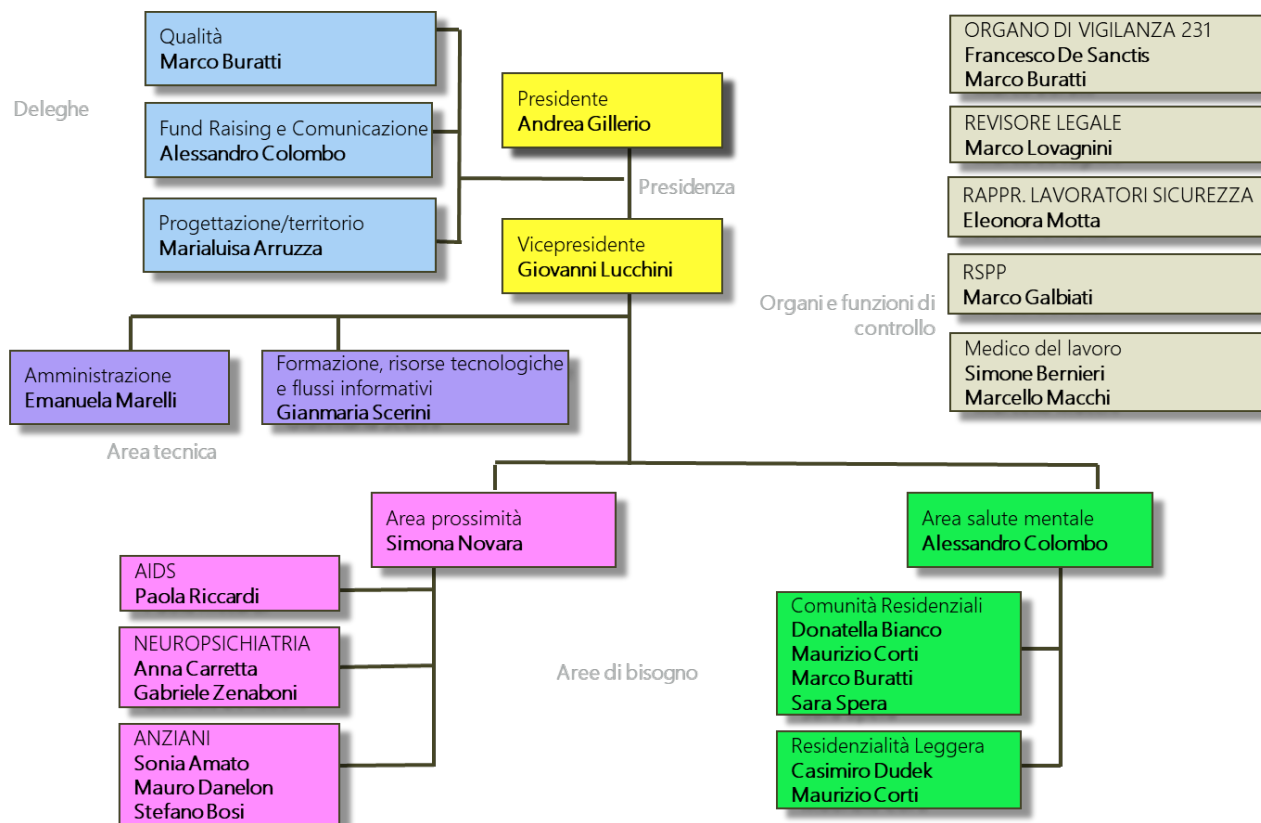 Deleghe
Qualità
Marco Buratti
Fund Raising e Comunicazione
Alessandro Colombo
Progettazione/territorio
Marialuisa Arruzza
Presidente
Andrea Gillerio
Presidenza
Vicepresidente
Giovanni Lucchini
ORGANO DI VIGILANZA 231
Francesco De Sanctis
Marco Buratti
REVISORE LEGALE
Marco Lovagnini
RAPPR. LAVORATORI SICUREZZA
Eleonora Motta
RSPP
Marco Galbiati
Medico del lavoro
Simone Bernieri
Marcello Macchi
Organi e funzioni di
controllo
Amministrazione
Emanuela Marelli
Formazione, risorse tecnologiche
e flussi informativi
Gianmaria Scerini
Area tecnica
Area prossimità
Simona Novara
AIDS
Paola Riccardi
NEUROPSICHIATRIA
Anna Carretta
Gabriele Zenaboni
ANZIANI
Sonia Amato
Mauro Danelon
Stefano Bosi
Aree di bisogno
Area salute mentale
Alessandro Colombo
Comunità Residenziali
Donatella Bianco
Maurizio Corti
Marco Buratti
Sara Spera
Residenzialità Leggera
Casimiro Dudek
Maurizio Corti